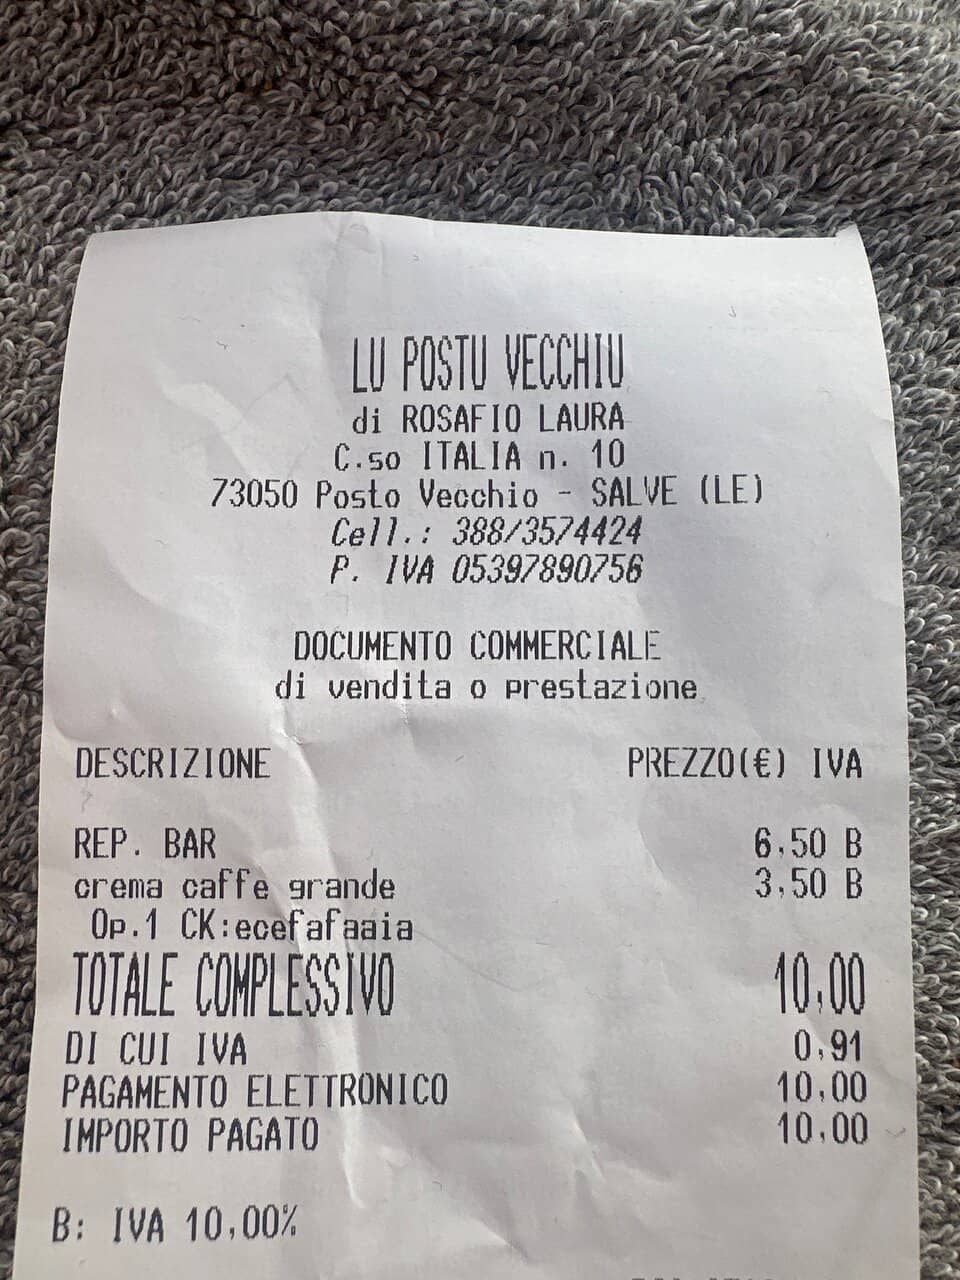 LU POSTU VECCHIU
di ROSAFIO LAURA
C.so ITALIA n. 10
73050 Posto Vecchio - SALVE (LE)
Cell.: 388/3574424
P. IVA 05397890756
DOCUMENTO COMMERCIALE
di vendita o prestazione
DESCRIZIONE PREZZO(€) IVA
REP. BAR 6,50 B
crema caffe grande 3,50 B
Op.1 CK:ecefafaaia
TOTALE COMPLESSIVO 10,00
DI CUI IVA 0,91
PAGAMENTO ELETTRONICO 10,00
IMPORTO PAGATO 10,00
B: IVA 10,00%